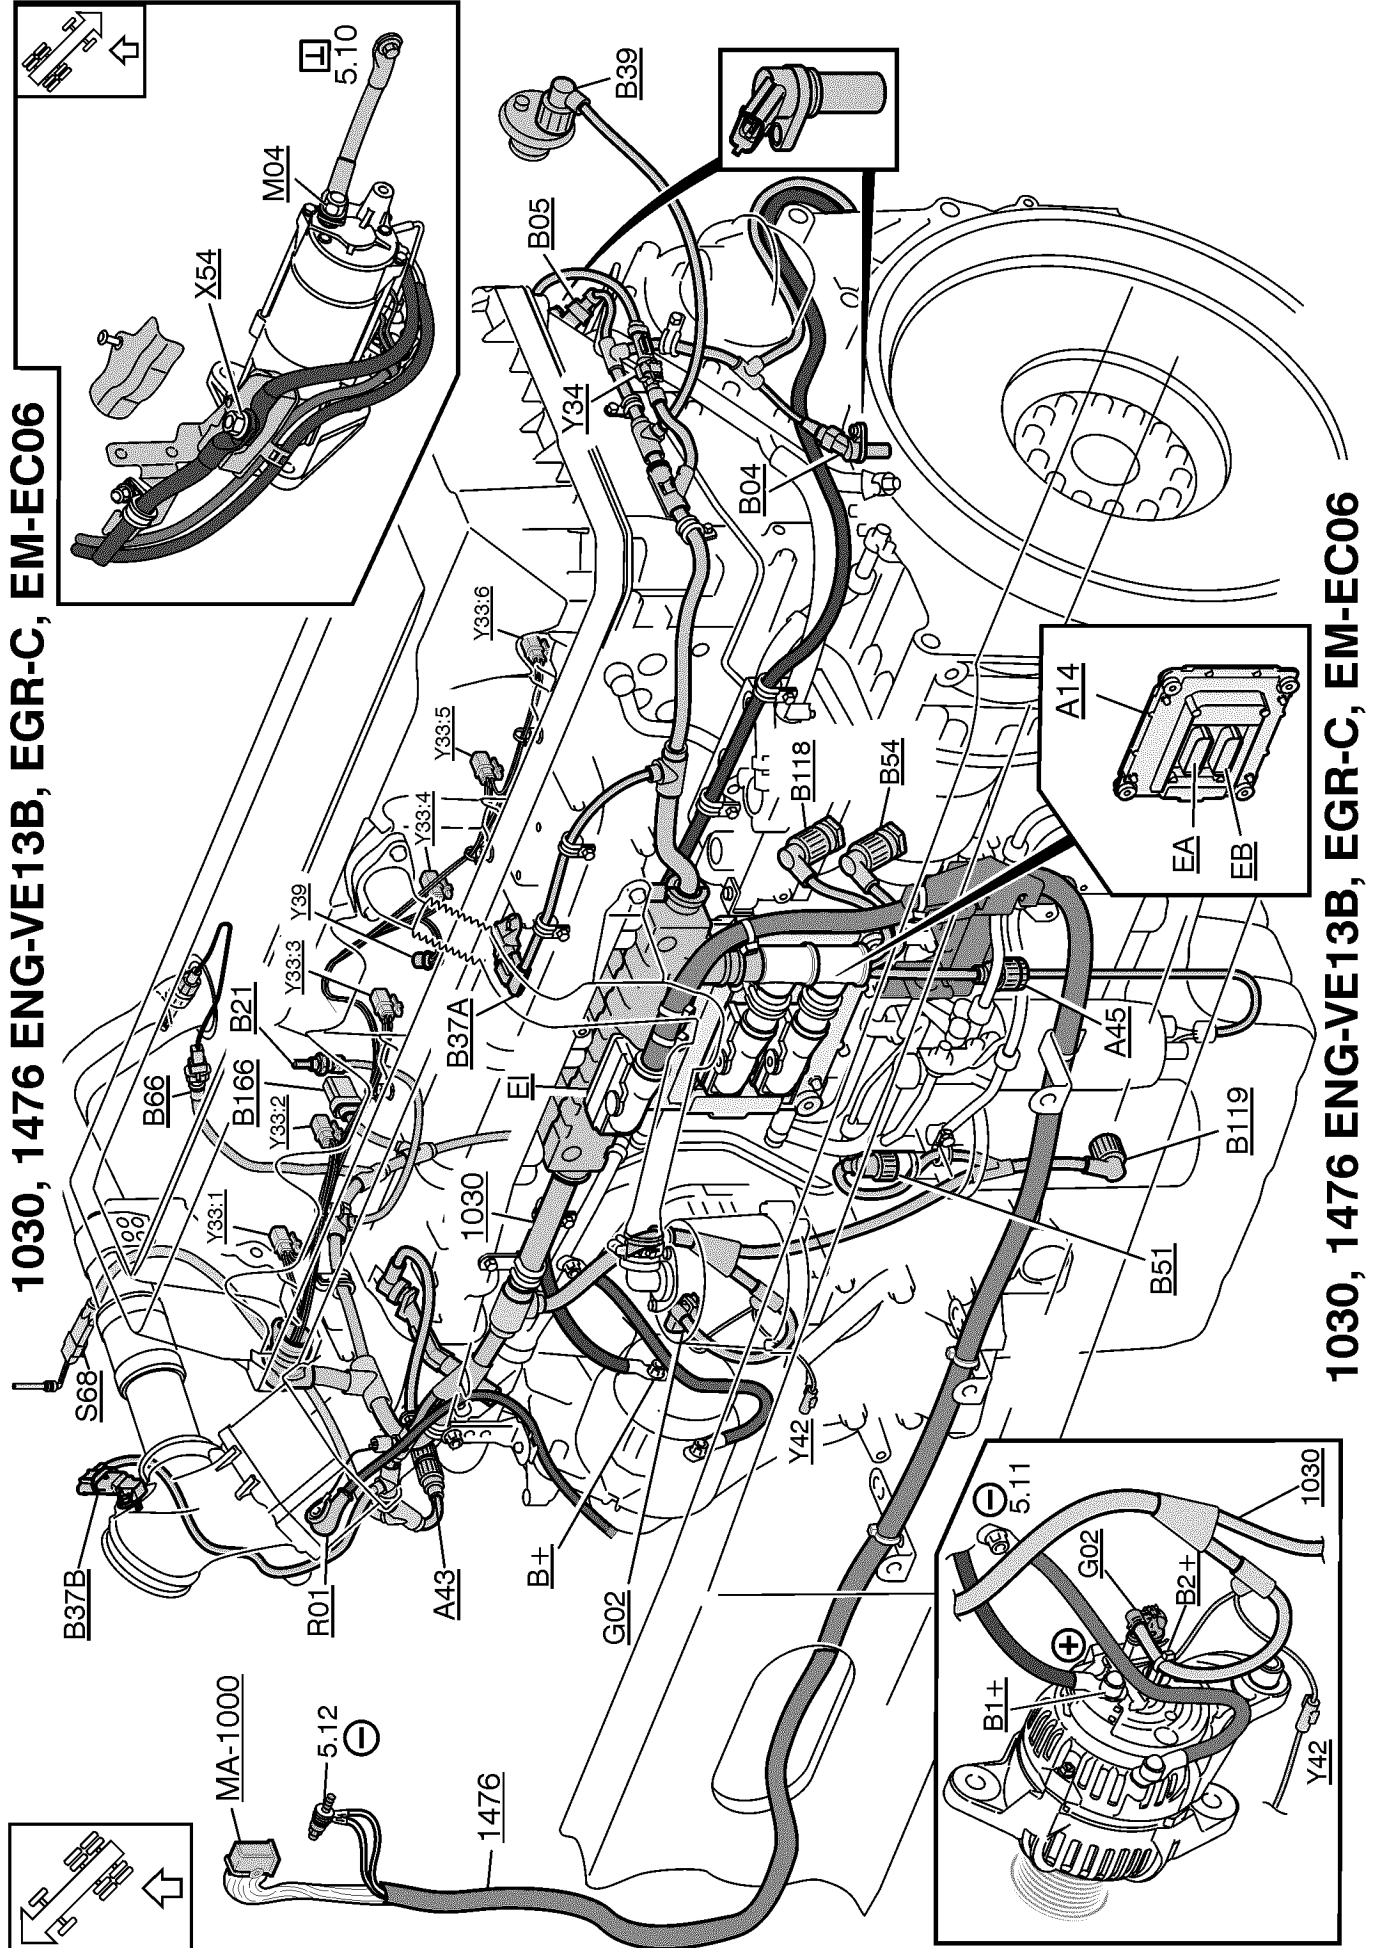 1030, 1476 ENG-VE13B, EGR-C, EM-EC06
T
5.10
M04
X54
B39
B05
Y34
B04
Y33:6
Y33:5
Y33:4
Y39
Y33:3
B21
B66
B166
Y33:2
Y33:1
B37A
EI
1030
B118
B54
A14
EA
EB
A45
B119
B51
S68
B37B
R01
A43
B+
G02
Y42
MA-1000
5.12
1476
5.11
1030
G02
B2+
+
B1+
Y42
1030, 1476 ENG-VE13B, EGR-C, EM-EC06